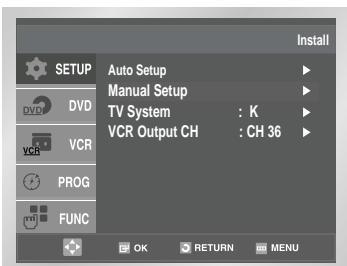 Install
SETUP
DVD
DVD
VCR
VCR
PROG
FUNC
Auto Setup
Manual Setup
TV System : K
VCR Output CH : CH 36
OK RETURN MENU